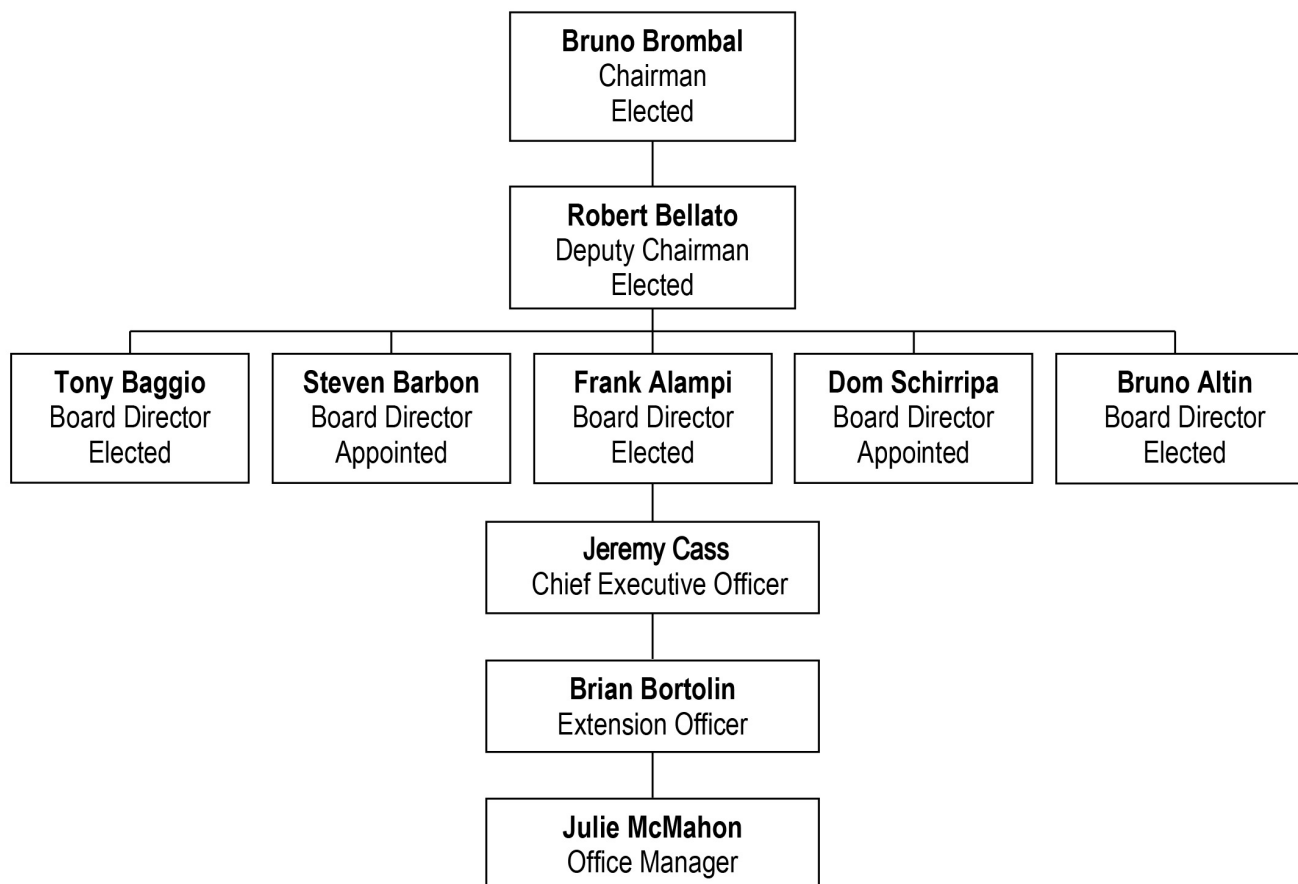 Bruno Brombal
Chairman
Elected
Robert Bellato
Deputy Chairman
Elected
Tony Baggio
Board Director
Elected
Steven Barbon
Board Director
Appointed
Frank Alampi
Board Director
Elected
Dom Schirripa
Board Director
Appointed
Bruno Altin
Board Director
Elected
Jeremy Cass
Chief Executive Officer
Brian Bortolin
Extension Officer
Julie McMahon
Office Manager